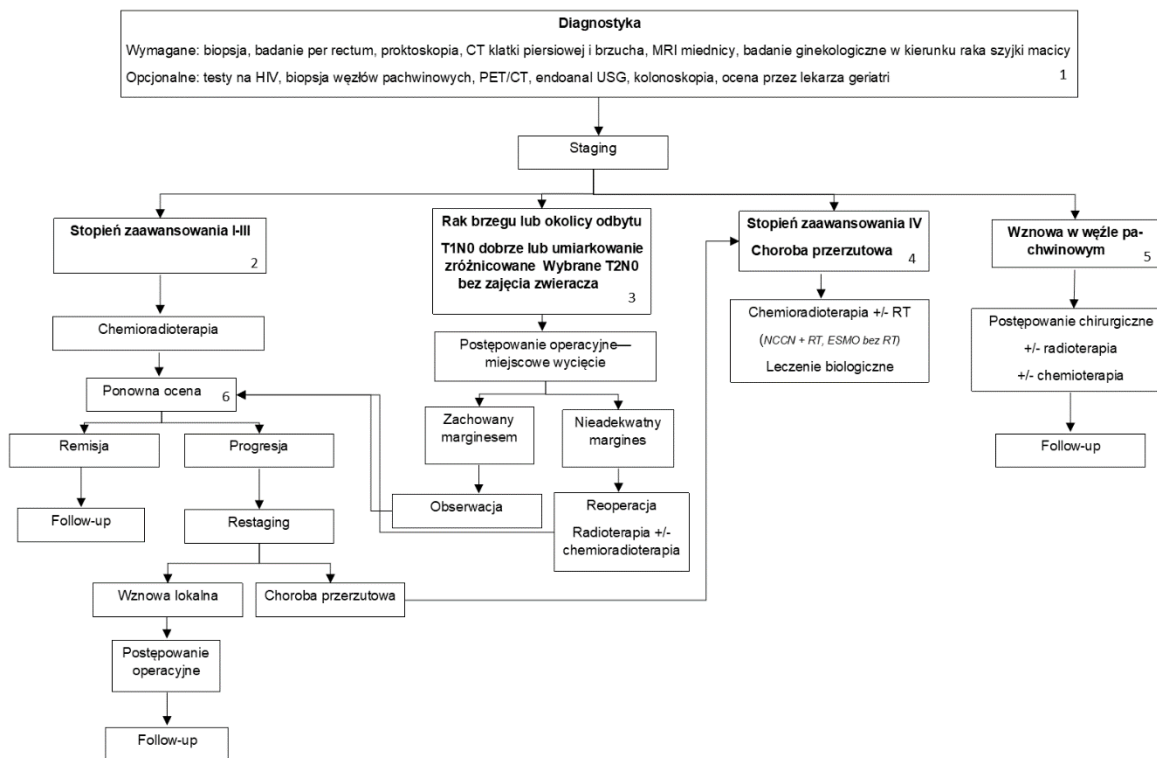 Diagnostyka
Wymagane: biopsja, badanie per rectum, proktoskopia, CT klatki piersiowej i brzucha, MRI miednicy, badanie ginekologiczne w kierunku raka szyjki macicy
Opcjonalne: testy na HIV, biopsja węzłów pachwinowych, PET/CT, endoanal USG, kolonoskopia, ocena przez lekarza geriatri
1
Staging
Stopień zaawansowania I-III
2
Chemioradioterapia
Ponowna ocena
6
Remisja
Progresja
Follow-up
Restaging
Wznowa lokalna
Choroba przerzutowa
Postępowanie
operacyjne
Follow-up
Rak brzegu lub okolicy odbytu
T1N0 dobrze lub umiarkowanie
zróżnicowane Wybrane T2N0
bez zajęcia zwieracza
3
Postępowanie operacyjne—
miejscowe wycięcie
Zachowany
marginesem
Nieadekwatny
margines
Obserwacja
Reoperacja
Radioterapia +/-
chemioradioterapia
Stopień zaawansowania IV
Choroba przerzutowa
4
Chemioradioterapia +/- RT
(NCCN + RT, ESMO bez RT)
Leczenie biologiczne
Wznowa w węźle pa-
chwinowym
5
Postępowanie chirurgiczne
+/- radioterapia
+/- chemioterapia
Follow-up